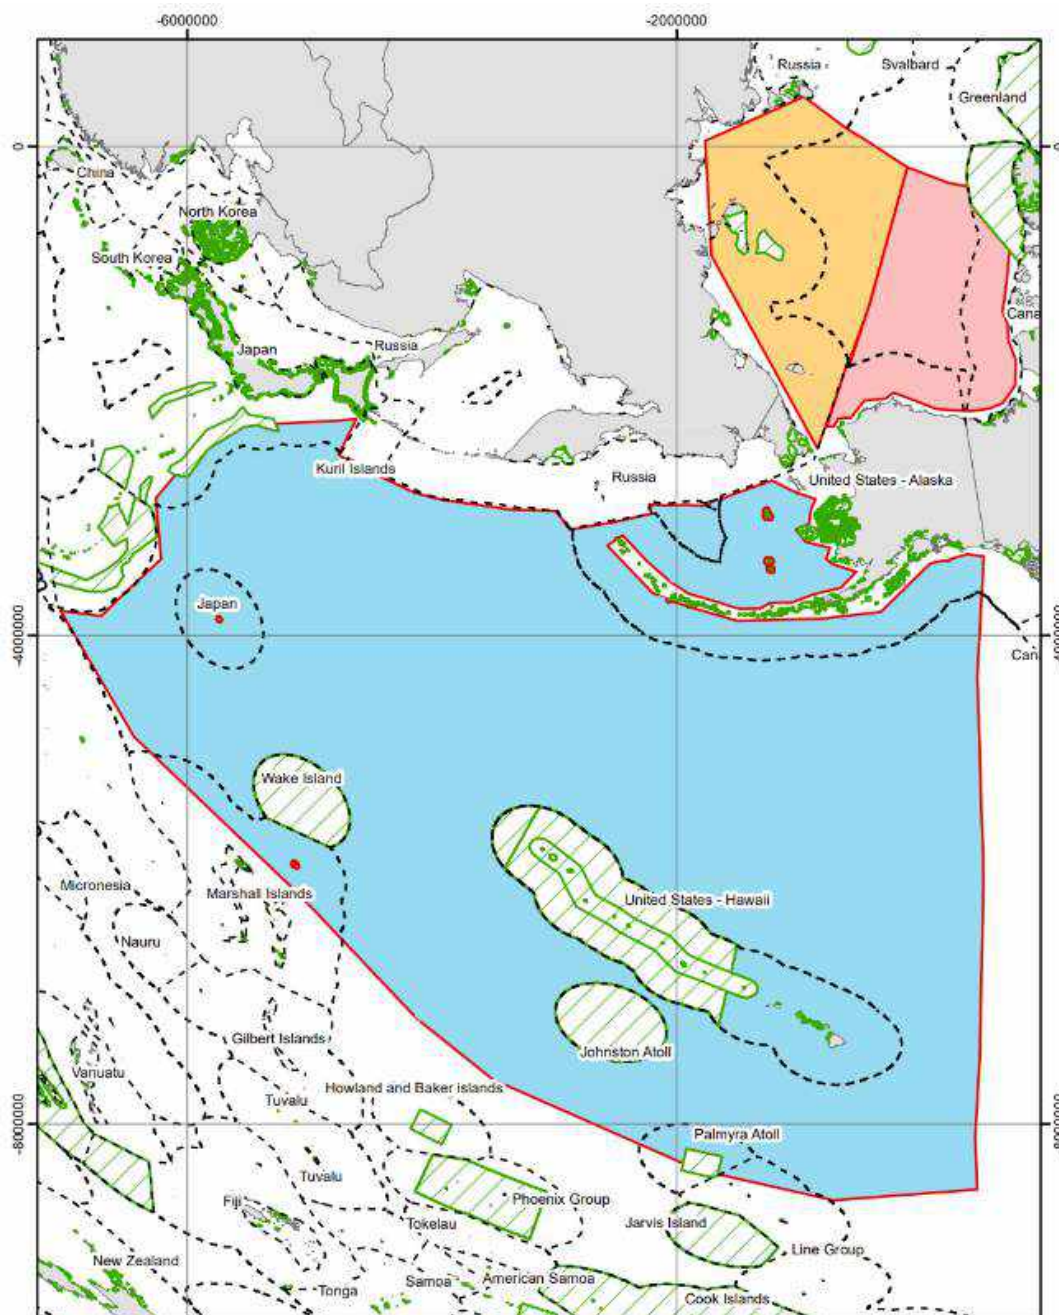 -6000000
-2000000
Russia
Svalbard
Greenland
0
0
China
North Korea
South Korea
Cana
Japan
Russia
Kuril Islands
Russia
United States - Alaska
Japan
-4000000
Can
Wake Island
Marshall Islands
Micronesia
United States - Hawaii
Nauru
Gilbert Islands
Johnston Atoll
Vanuatu
Howland and Baker islands
Tuvalu
Palmyra Atoll
Tuvalu
Phoenix Group
Fiji
Tokelau
Jarvis Island
Line Group
New Zealand
Samoa
American Samoa
Tonga
Cook Islands